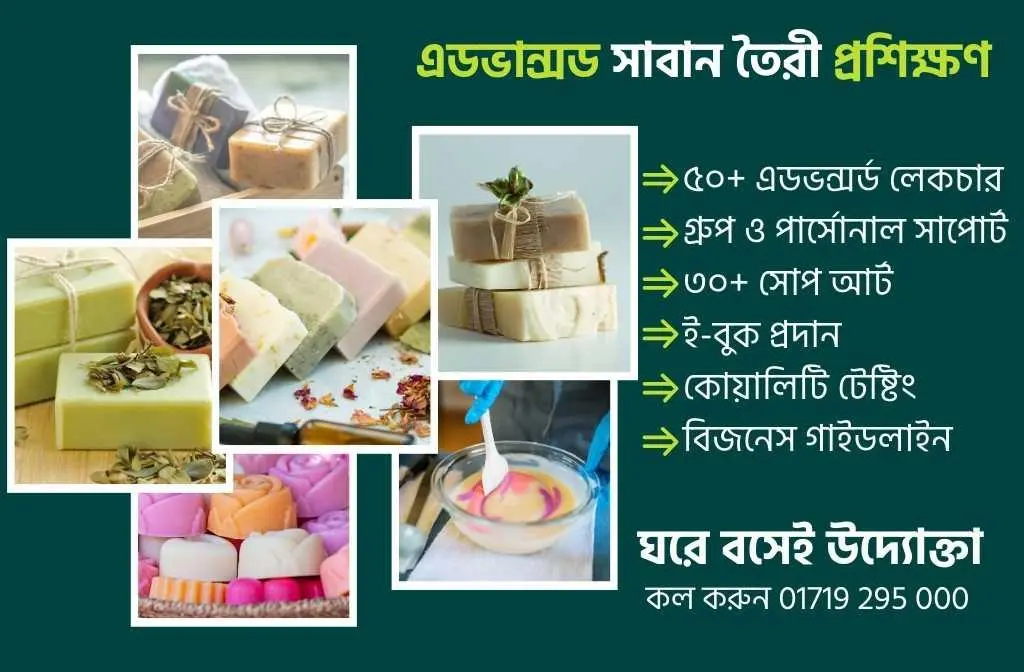 এডভান্সড সাবান তৈরী প্রশিক্ষণ
⇒ ৫০+ এডভন্সর্ড লেকচার
⇒ গ্রুপ ও পার্সোনাল সাপোর্ট
⇒ ৩০+ সোপ আর্ট
⇒ ই-বুক প্রদান
⇒ কোয়ালিটি টেষ্টিং
⇒ বিজনেস গাইডলাইন
ঘরে বসেই উদ্যোক্তা
কল করুন 01719 295 000